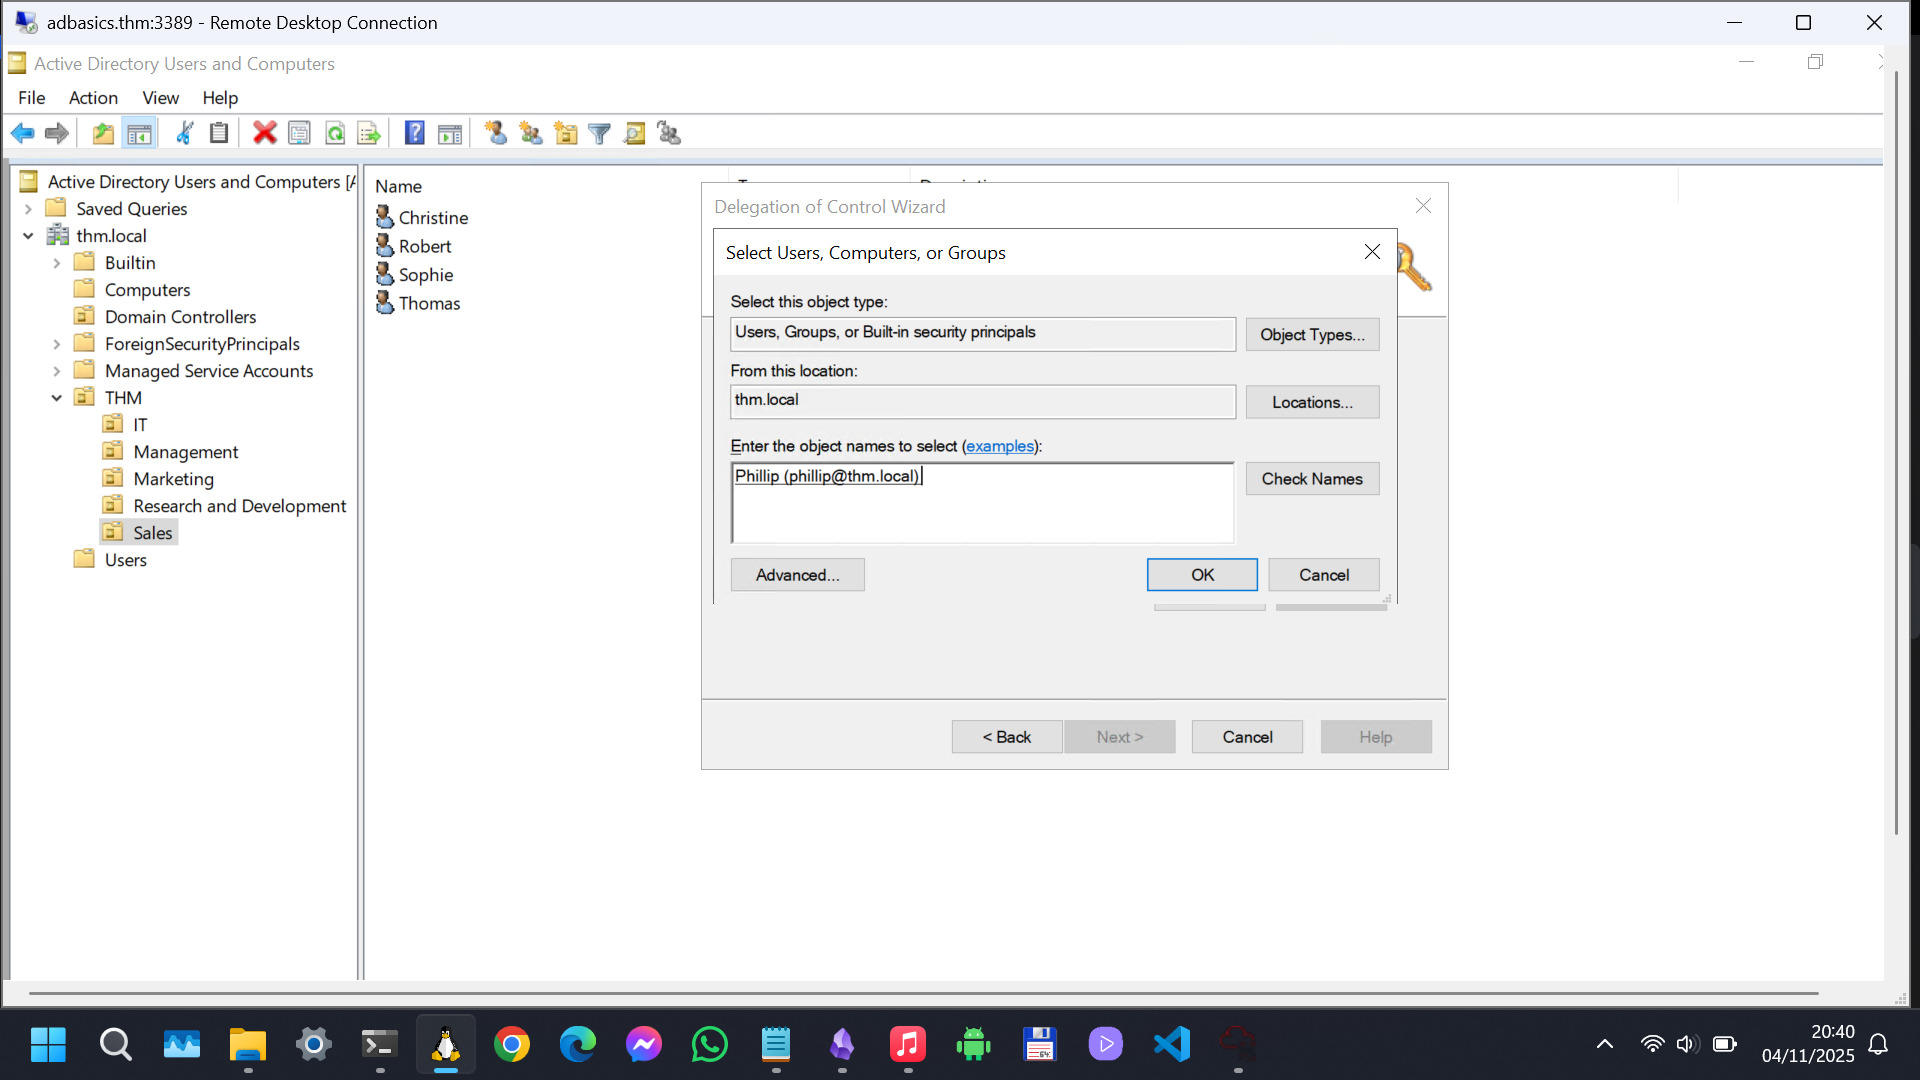 adbasics.thm:3389 - Remote Desktop Connection
Active Directory Users and Computers
File Action View Help
Active Directory Users and Computers [A
Saved Queries
thm.local
Builtin
Computers
Domain Controllers
ForeignSecurityPrincipals
Managed Service Accounts
THM
IT
Management
Marketing
Research and Development
Sales
Users
Name
Christine
Robert
Sophie
Thomas
Delegation of Control Wizard
Select Users, Computers, or Groups
Select this object type:
Users, Groups, or Built-in security principals
Object Types...
From this location:
thm.local
Locations...
Enter the object names to select (examples):
Phillip (phillip@thm.local)
Check Names
Advanced...
OK
Cancel
< Back
Next >
Cancel
Help
64
20:40
04/11/2025